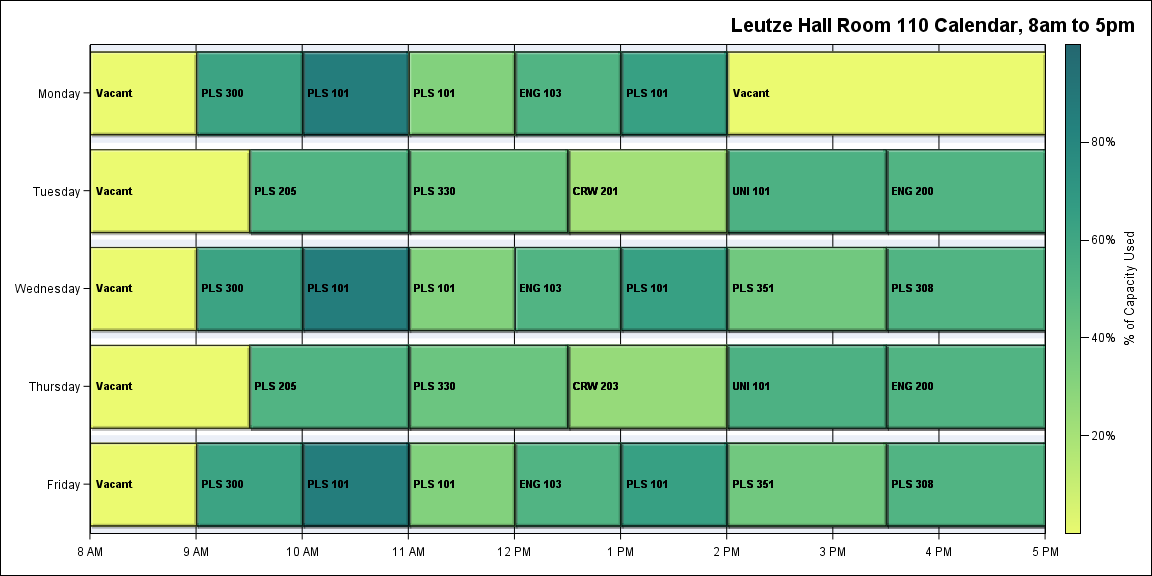 Leutze Hall Room 110 Calendar, 8am to 5pm
Monday
Vacant
PLS 300
PLS 101
PLS 101
ENG 103
PLS 101
Vacant
Tuesday
Vacant
PLS 205
PLS 330
CRW 201
UNI 101
ENG 200
Wednesday
Vacant
PLS 300
PLS 101
PLS 101
ENG 103
PLS 101
PLS 351
PLS 308
Thursday
Vacant
PLS 205
PLS 330
CRW 203
UNI 101
ENG 200
Friday
Vacant
PLS 300
PLS 101
PLS 101
ENG 103
PLS 101
PLS 351
PLS 308
8 AM
9 AM
10 AM
11 AM
12 PM
1 PM
2 PM
3 PM
4 PM
5 PM
80%
60%
40%
20%
% of Capacity Used